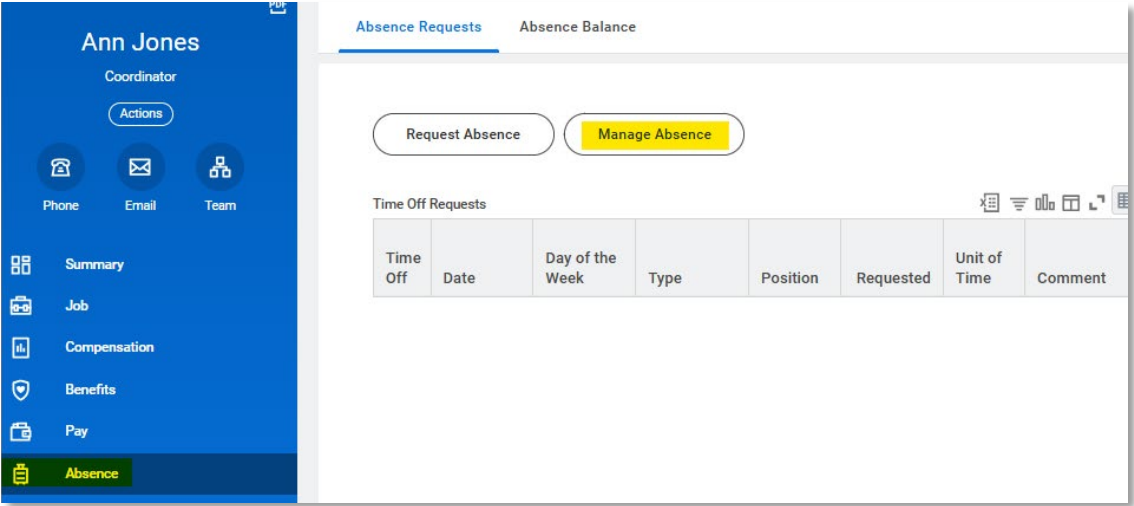 PDF
Ann Jones
Coordinator
Actions
Phone Email Team
Summary
Job
Compensation
Benefits
Pay
Absence
Absence Requests Absence Balance
Request Absence Manage Absence
Time Off Requests
Time Off Date Day of the Week Type Position Requested Unit of Time Comment